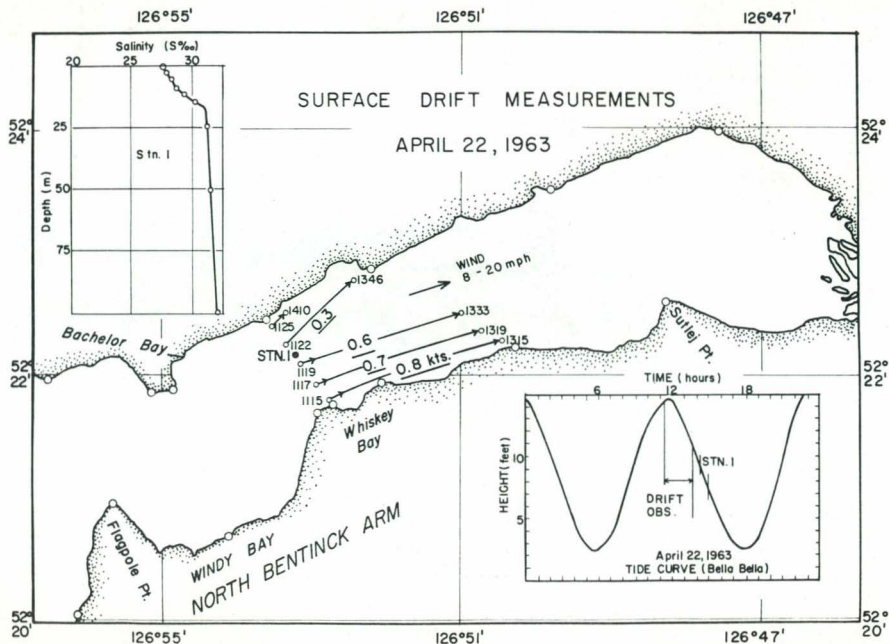 126°55'
126°51'
126°47'
Salinity (S‰)
20 25 30
Depth (m)
25
50
75
Stn. 1
SURFACE DRIFT MEASUREMENTS
APRIL 22, 1963
52°
24'
52°
24'
WIND
8 - 20 mph
1346
1410
1125
0.3
1122
STN.1
1119
0.6
1333
1117
0.7
1319
1115
0.8 kts.
1315
Bachelor Bay
52°
22'
52°
22'
Whiskey
Bay
Sutlej Pt.
Flagpole Pt.
WINDY BAY
NORTH BENTINCK ARM
TIME (hours)
6 12 18
HEIGHT (feet)
10
5
STN. 1
DRIFT
OBS.
April 22, 1963
TIDE CURVE (Bella Bella)
52°
20'
52°
20'
126°55'
126°51'
126°47'